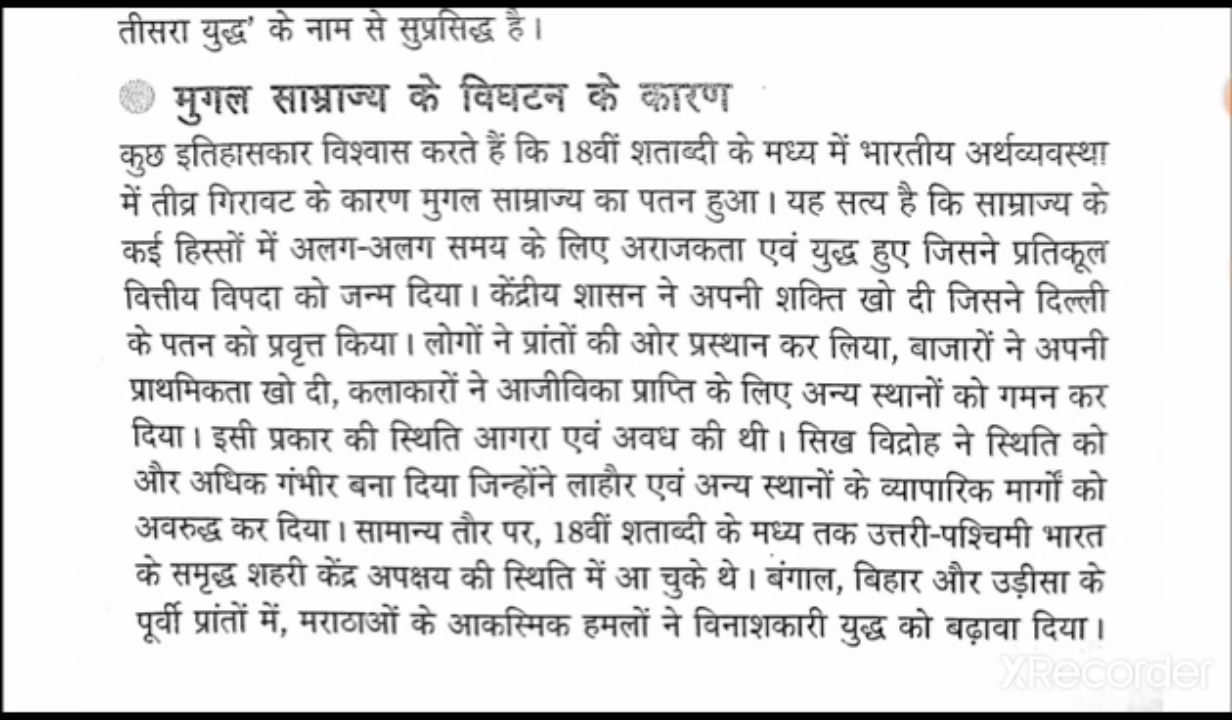 तीसरा युद्ध' के नाम से सुप्रसिद्ध है।
मुगल साम्राज्य के विघटन के कारण
कुछ इतिहासकार विश्वास करते हैं कि 18वीं शताब्दी के मध्य में भारतीय अर्थव्यवस्था
में तीव्र गिरावट के कारण मुगल साम्राज्य का पतन हुआ। यह सत्य है कि साम्राज्य के
कई हिस्सों में अलग-अलग समय के लिए अराजकता एवं युद्ध हुए जिसने प्रतिकूल
वित्तीय विपदा को जन्म दिया। केंद्रीय शासन ने अपनी शक्ति खो दी जिसने दिल्ली
के पतन को प्रवृत्त किया। लोगों ने प्रांतों की ओर प्रस्थान कर लिया, बाजारों ने अपनी
प्राथमिकता खो दी, कलाकारों ने आजीविका प्राप्ति के लिए अन्य स्थानों को गमन कर
दिया। इसी प्रकार की स्थिति आगरा एवं अवध की थी। सिख विद्रोह ने स्थिति को
और अधिक गंभीर बना दिया जिन्होंने लाहौर एवं अन्य स्थानों के व्यापारिक मार्गों को
अवरुद्ध कर दिया। सामान्य तौर पर, 18वीं शताब्दी के मध्य तक उत्तरी-पश्चिमी भारत
के समृद्ध शहरी केंद्र अपक्षय की स्थिति में आ चुके थे। बंगाल, बिहार और उड़ीसा के
पूर्वी प्रांतों में, मराठाओं के आकस्मिक हमलों ने विनाशकारी युद्ध को बढ़ावा दिया।
XRecorder